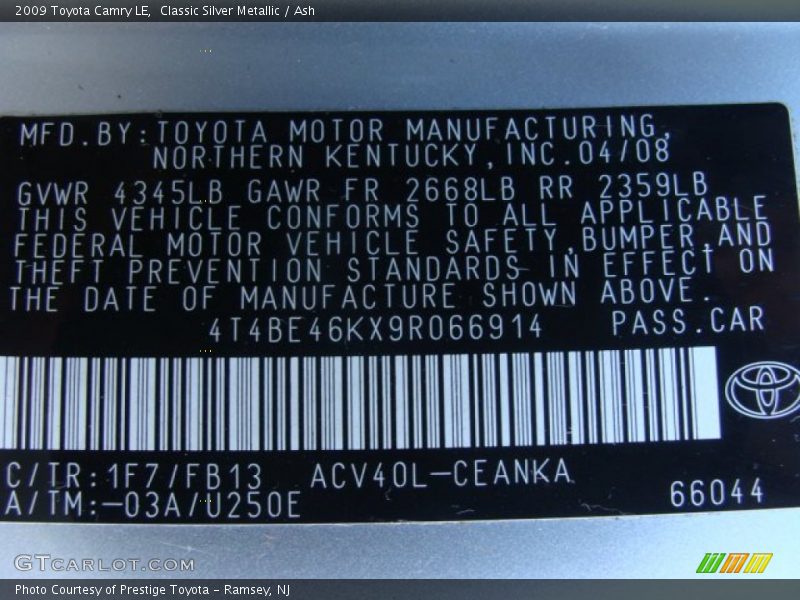 2009 Toyota Camry LE,  Classic Silver Metallic / Ash
MFD.BY:TOYOTA MOTOR MANUFACTURING,
NORTHERN KENTUCKY,INC.04/08
GVWR 4345LB GAWR FR 2668LB RR 2359LB
THIS VEHICLE CONFORMS TO ALL APPLICABLE
FEDERAL MOTOR VEHICLE SAFETY,BUMPER,AND
THEFT PREVENTION STANDARDS IN EFFECT ON
THE DATE OF MANUFACTURE SHOWN ABOVE.
4T4BE46KX9R066914 PASS.CAR
C/TR:1F7/FB13 ACV40L-CEANKA
A/TM:-03A/U250E 66044
GTCARLOT.COM
Photo Courtesy of Prestige Toyota - Ramsey, NJ